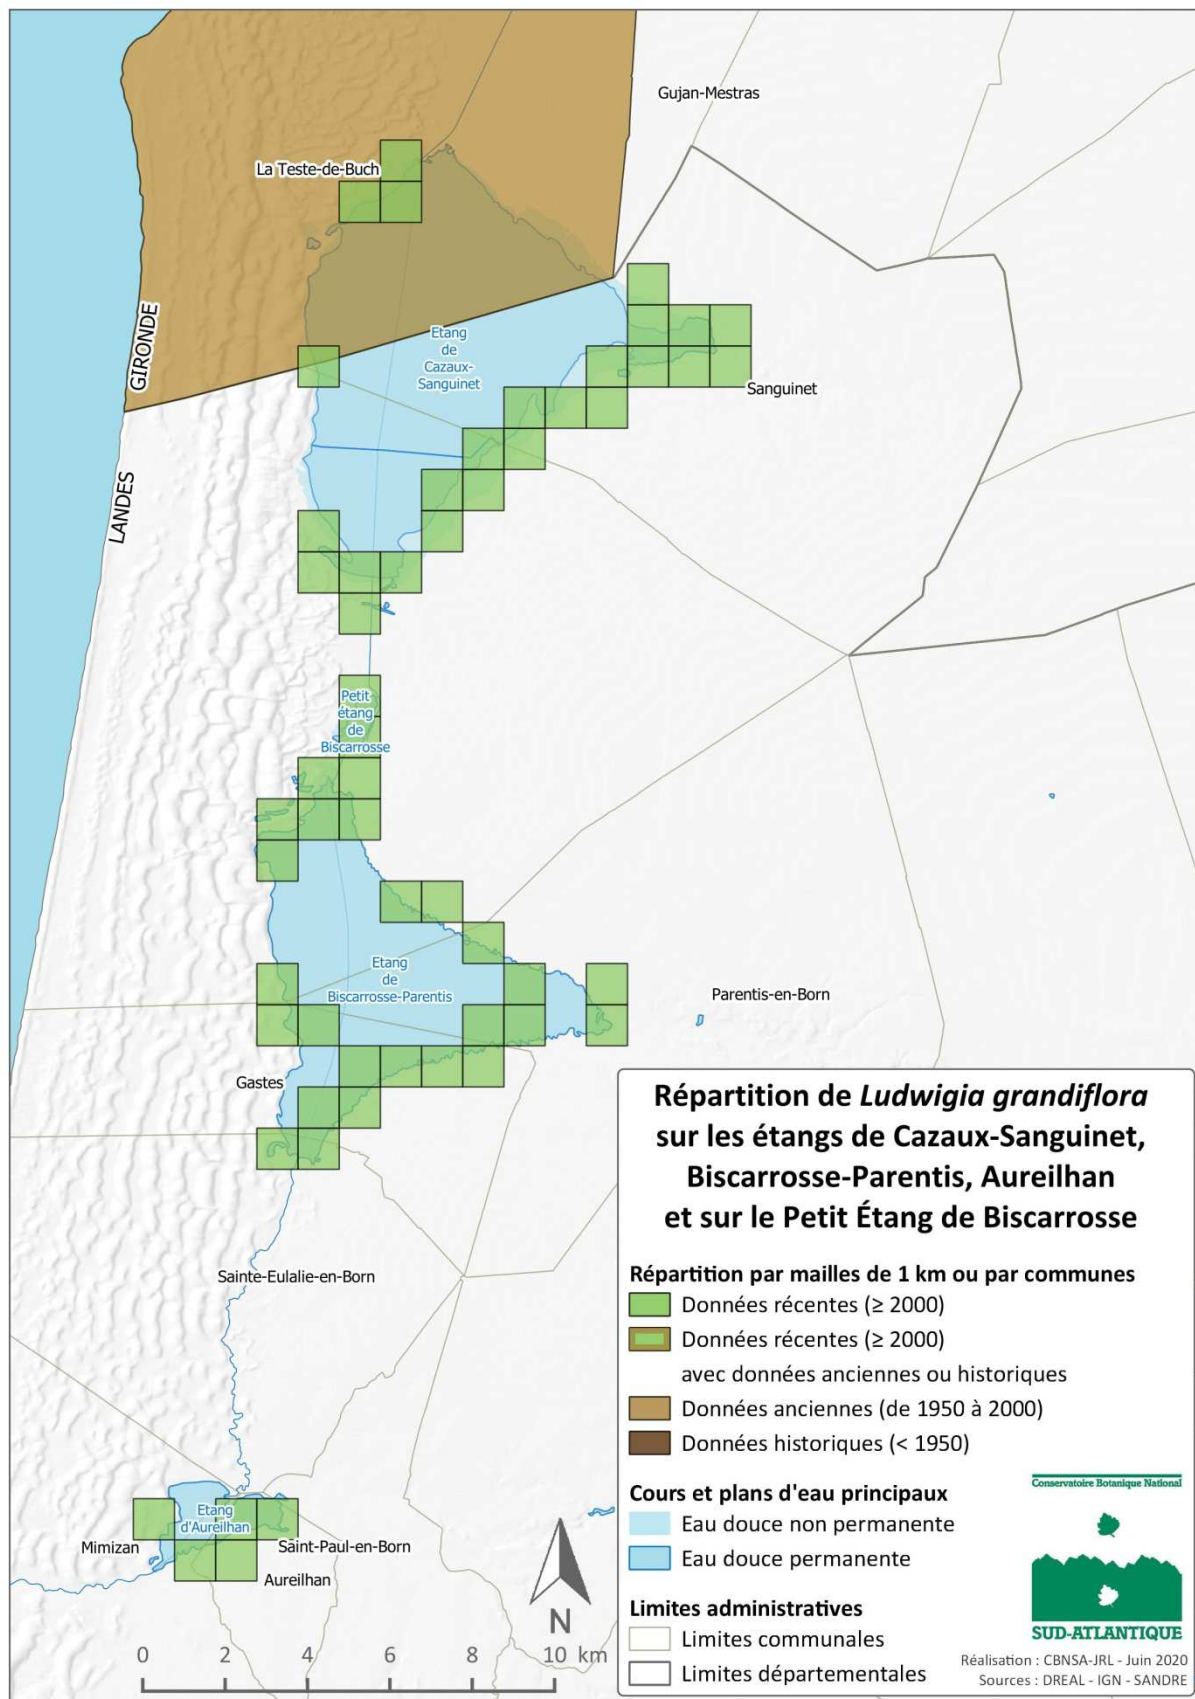 Gujan-Mestras
La Teste-de-Buch
GIRONDE
LANDES
Etang
de
Cazaux-
Sanguinet
Sanguinet
Petit
étang
de
Biscarrosse
Etang
de
Biscarrosse-Parentis
Parentis-en-Born
Gastes
Sainte-Eulalie-en-Born
Etang
d'Aureilhan
Mimizan
Saint-Paul-en-Born
Aureilhan
N
0 2 4 6 8 10 km
Répartition de Ludwigia grandiflora
sur les étangs de Cazaux-Sanguinet,
Biscarrosse-Parentis, Aureilhan
et sur le Petit Étang de Biscarrosse
Répartition par mailles de 1 km ou par communes
Données récentes (≥ 2000)
Données récentes (≥ 2000)
avec données anciennes ou historiques
Données anciennes (de 1950 à 2000)
Données historiques (< 1950)
Cours et plans d'eau principaux
Eau douce non permanente
Eau douce permanente
Limites administratives
Limites communales
Limites départementales
Conservatoire Botanique National
SUD-ATLANTIQUE
Réalisation : CBNSA-JRL - Juin 2020
Sources : DREAL - IGN - SANDRE